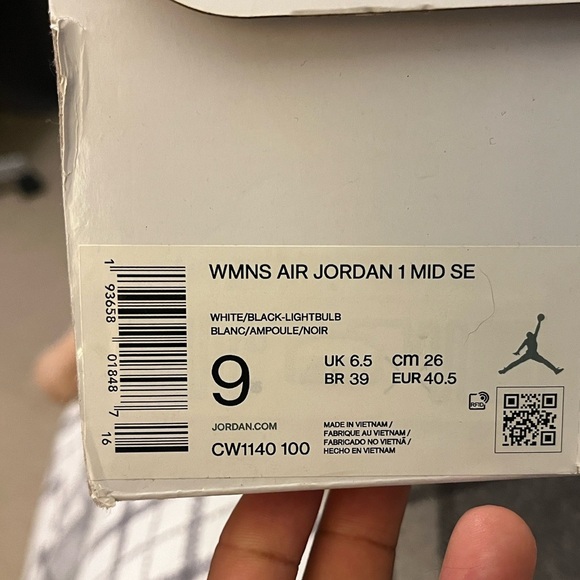 WMNS AIR JORDAN 1 MID SE
WHITE/BLACK-LIGHTBULB
BLANC/AMPOULE/NOIR
9
UK 6.5 cm 26
BR 39 EUR 40.5
JORDAN.COM
CW1140 100
MADE IN VIETNAM /
FABRIQUE AU VIETNAM /
FABRICADO NO VIETNÃ /
HECHO EN VIETNAM
RFID
1 93658 01848 7 16